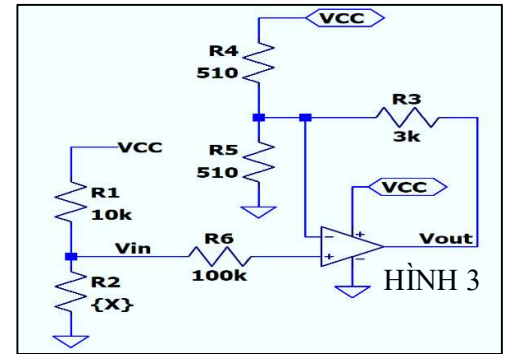 VCC
R4
510
R3
3k
VCC
R5
510
R1
10k
VCC
Vin
R6
100k
Vout
R2
{X}
HÌNH 3